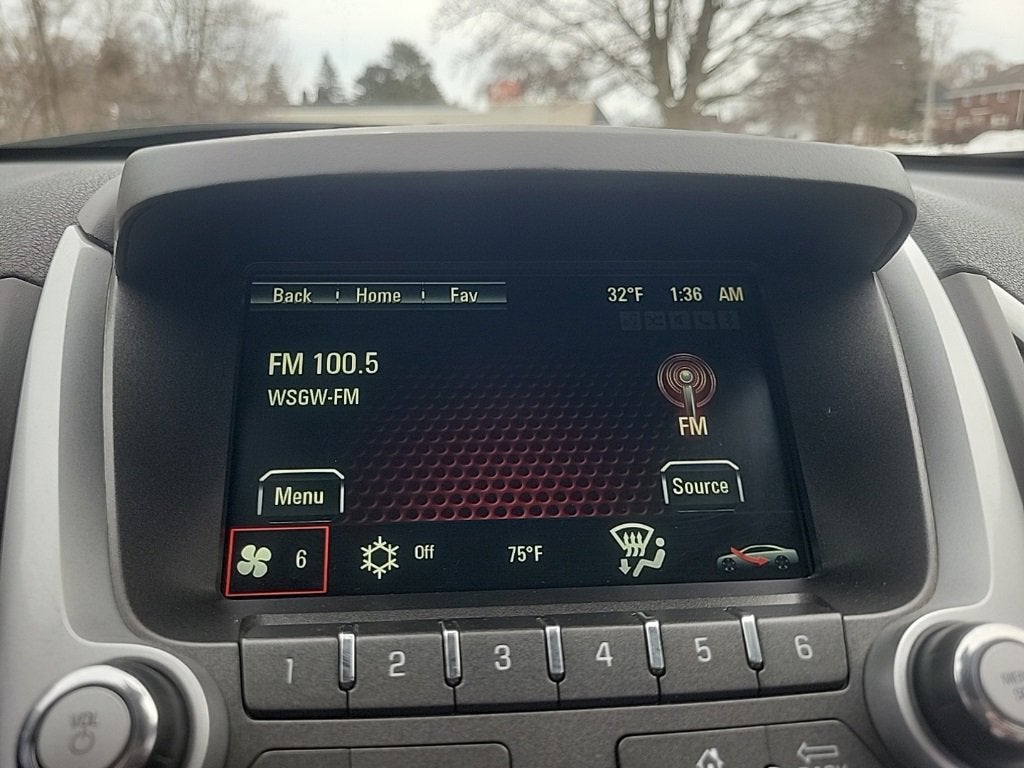 Back Home Fav 32°F 1:36 AM
FM 100.5
WSGW-FM
FM
Menu Source
6 Off 75°F
1 2 3 4 5 6
VOL